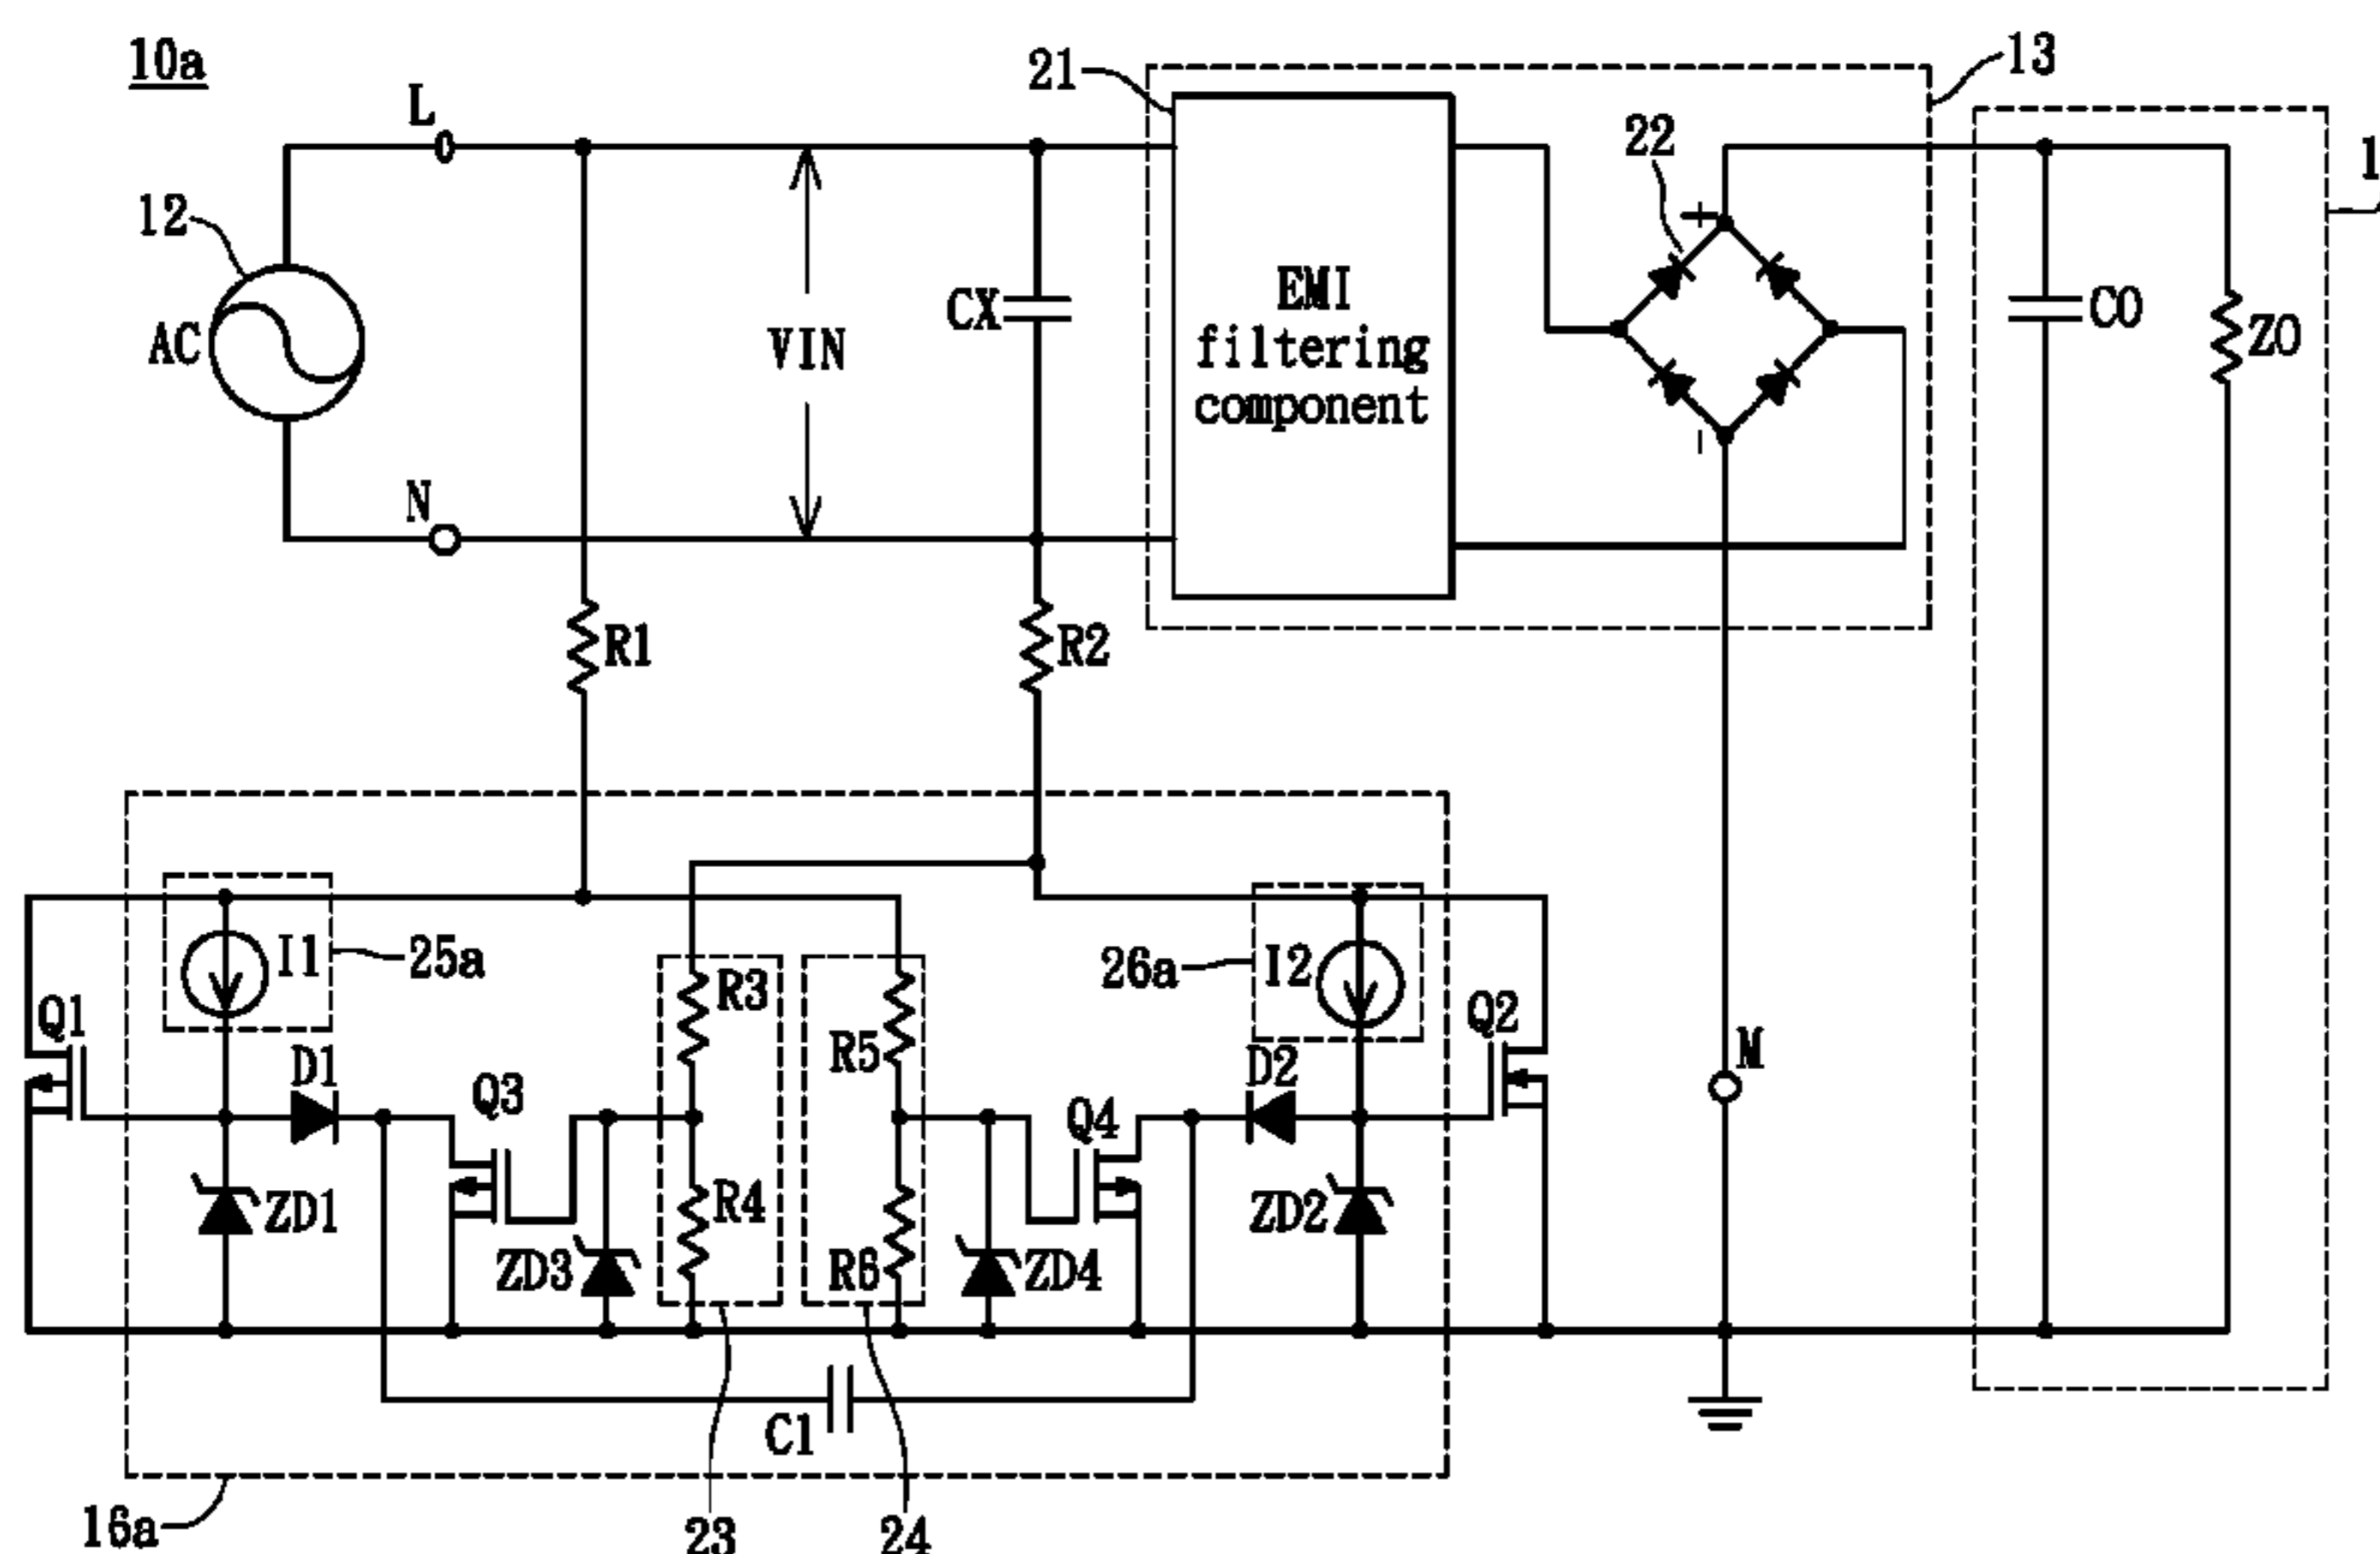 10a
21
13
L
22
1
12
AC
VIN
CX
EMI
filtering
component
+
-
CO
ZO
N
R1
R2
I1
25a
R3
26a
I2
Q1
R5
Q2
D1
Q3
Q4
D2
M
ZD1
R4
ZD2
ZD3
R6
ZD4
C1
16a
23
24